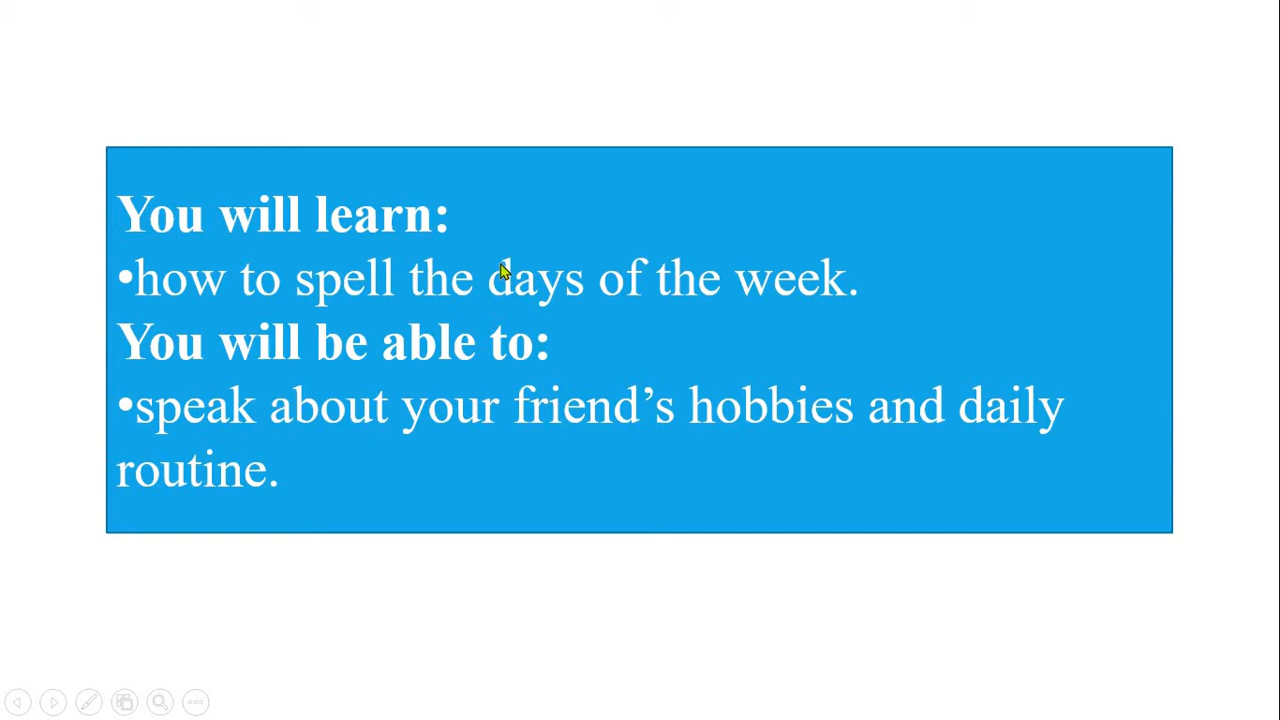 You will learn:
•how to spell the days of the week.
You will be able to:
•speak about your friend’s hobbies and daily
routine.